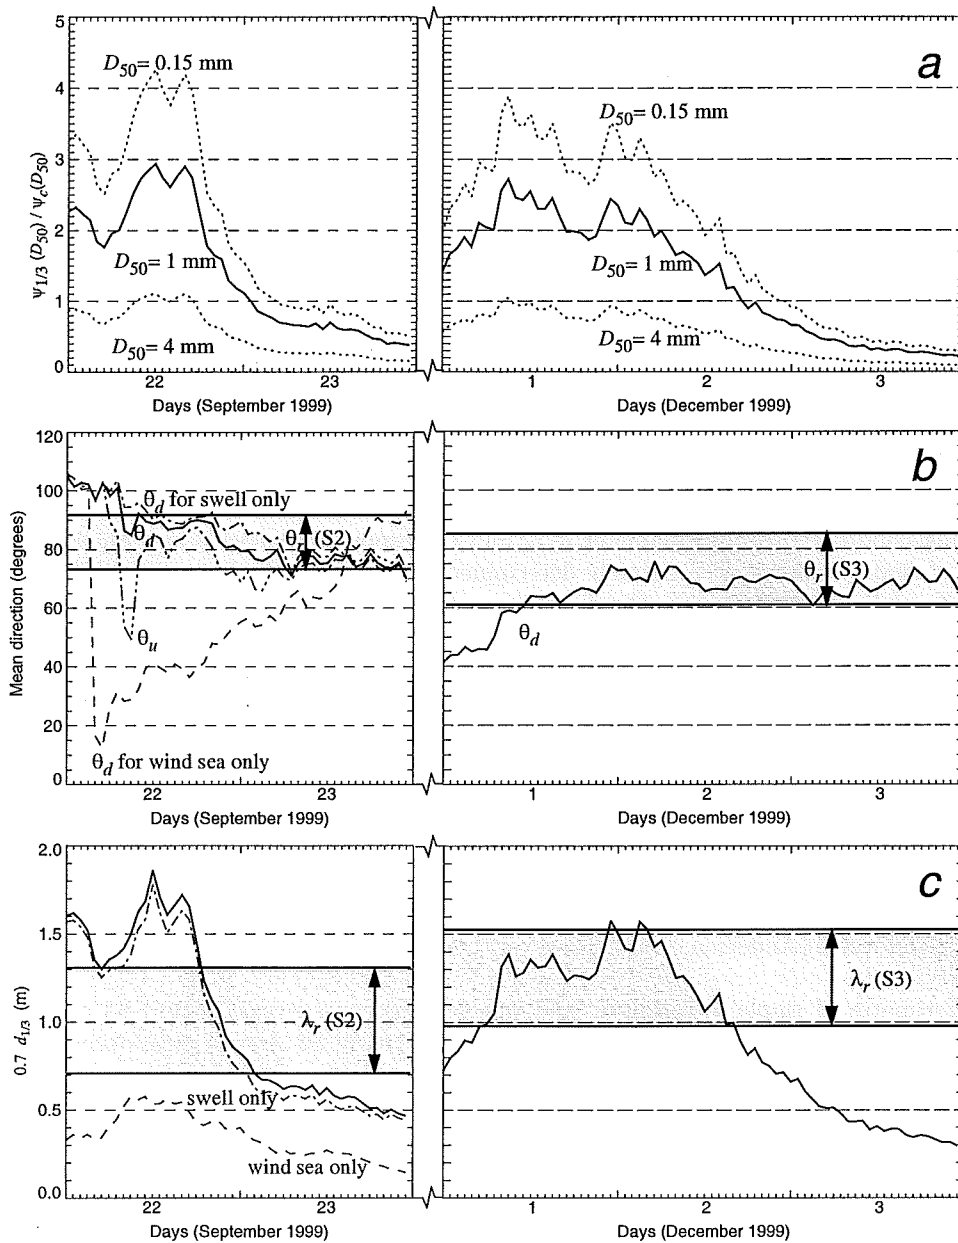 5
4
3
2
1
0
ψ1/3 (D50) / ψc(D50)
D50= 0.15 mm
D50= 1 mm
D50= 4 mm
22
23
Days (September 1999)
a
D50= 0.15 mm
D50= 1 mm
D50= 4 mm
1
2
3
Days (December 1999)
120
100
80
60
40
20
0
Mean direction (degrees)
θd for swell only
θd
θr (S2)
θu
θd for wind sea only
22
23
Days (September 1999)
b
θr (S3)
θd
1
2
3
Days (December 1999)
2.0
1.5
1.0
0.5
0.0
0.7 d1/3 (m)
λr (S2)
swell only
wind sea only
22
23
Days (September 1999)
c
λr (S3)
1
2
3
Days (December 1999)